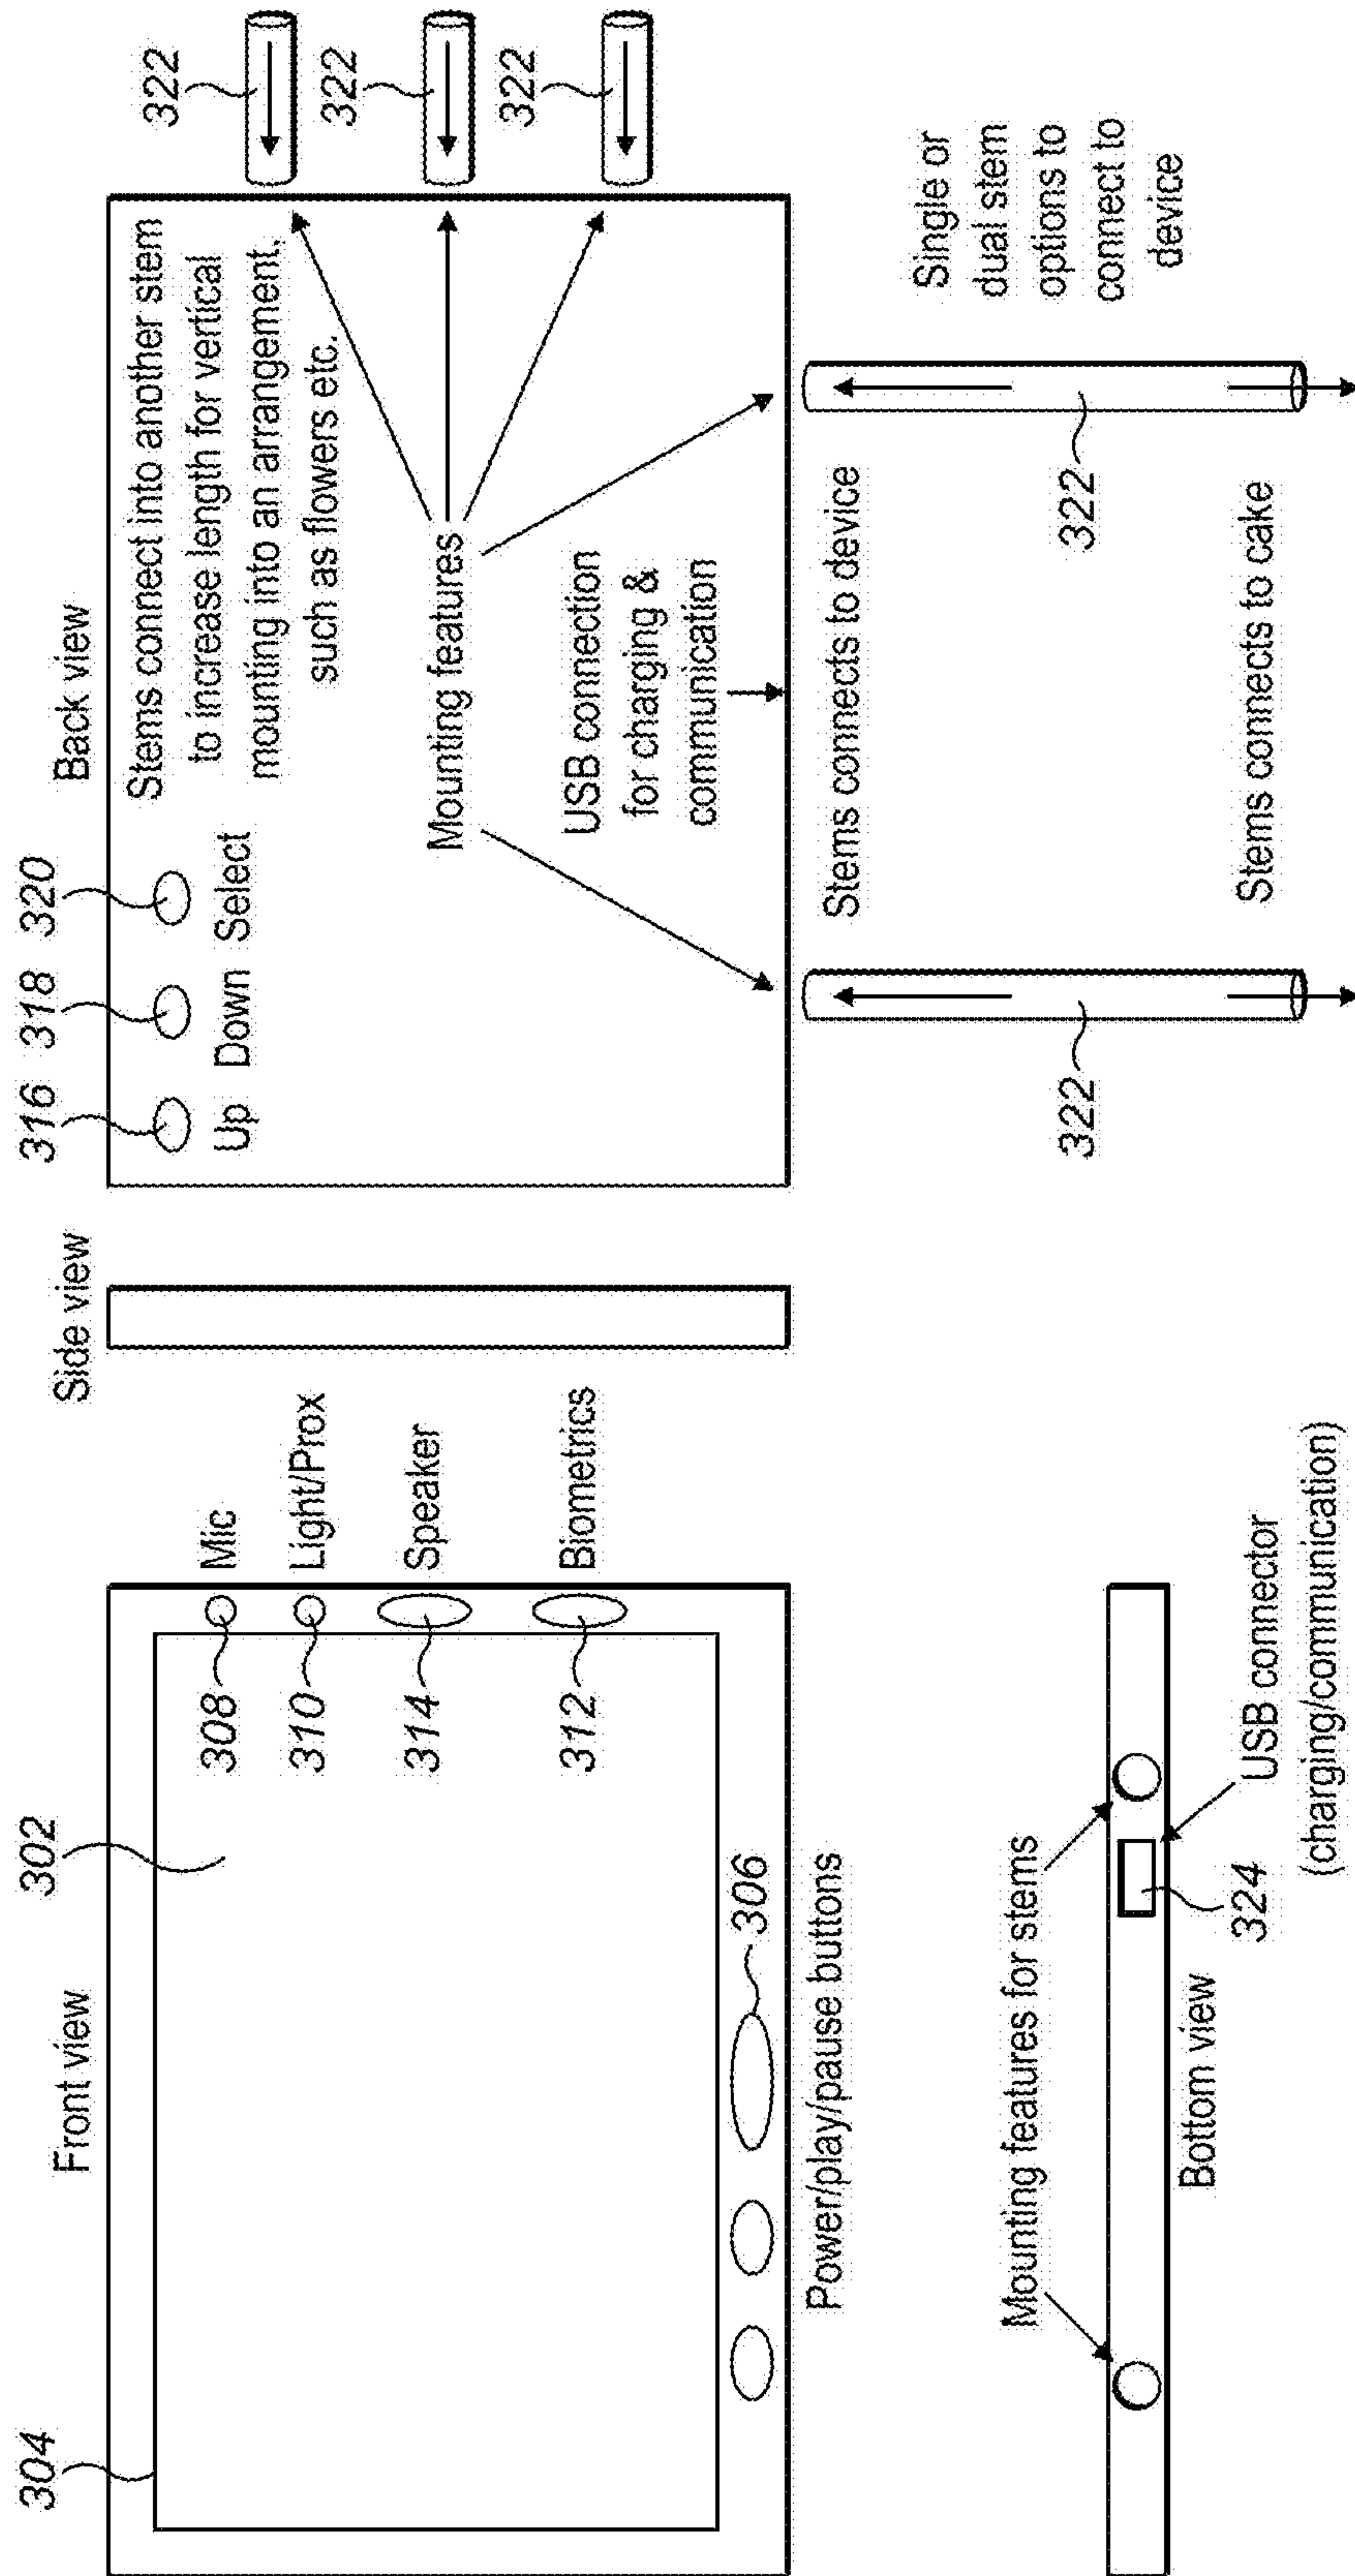 Front view
304
302
308
Mic
310
Light/Prox
314
Speaker
312
Biometrics
306
Power/play/pause buttons
Side view
Back view
316
318
320
Up
Down
Select
Stems connect into another stem
to increase length for vertical
mounting into an arrangement,
such as flowers etc.
Mounting features
USB connection
for charging &
communication
322
322
322
Stems connects to device
322
322
Stems connects to cake
Single or
dual stem
options to
connect to
device
Mounting features for stems
324
USB connector
(charging/communication)
Bottom view